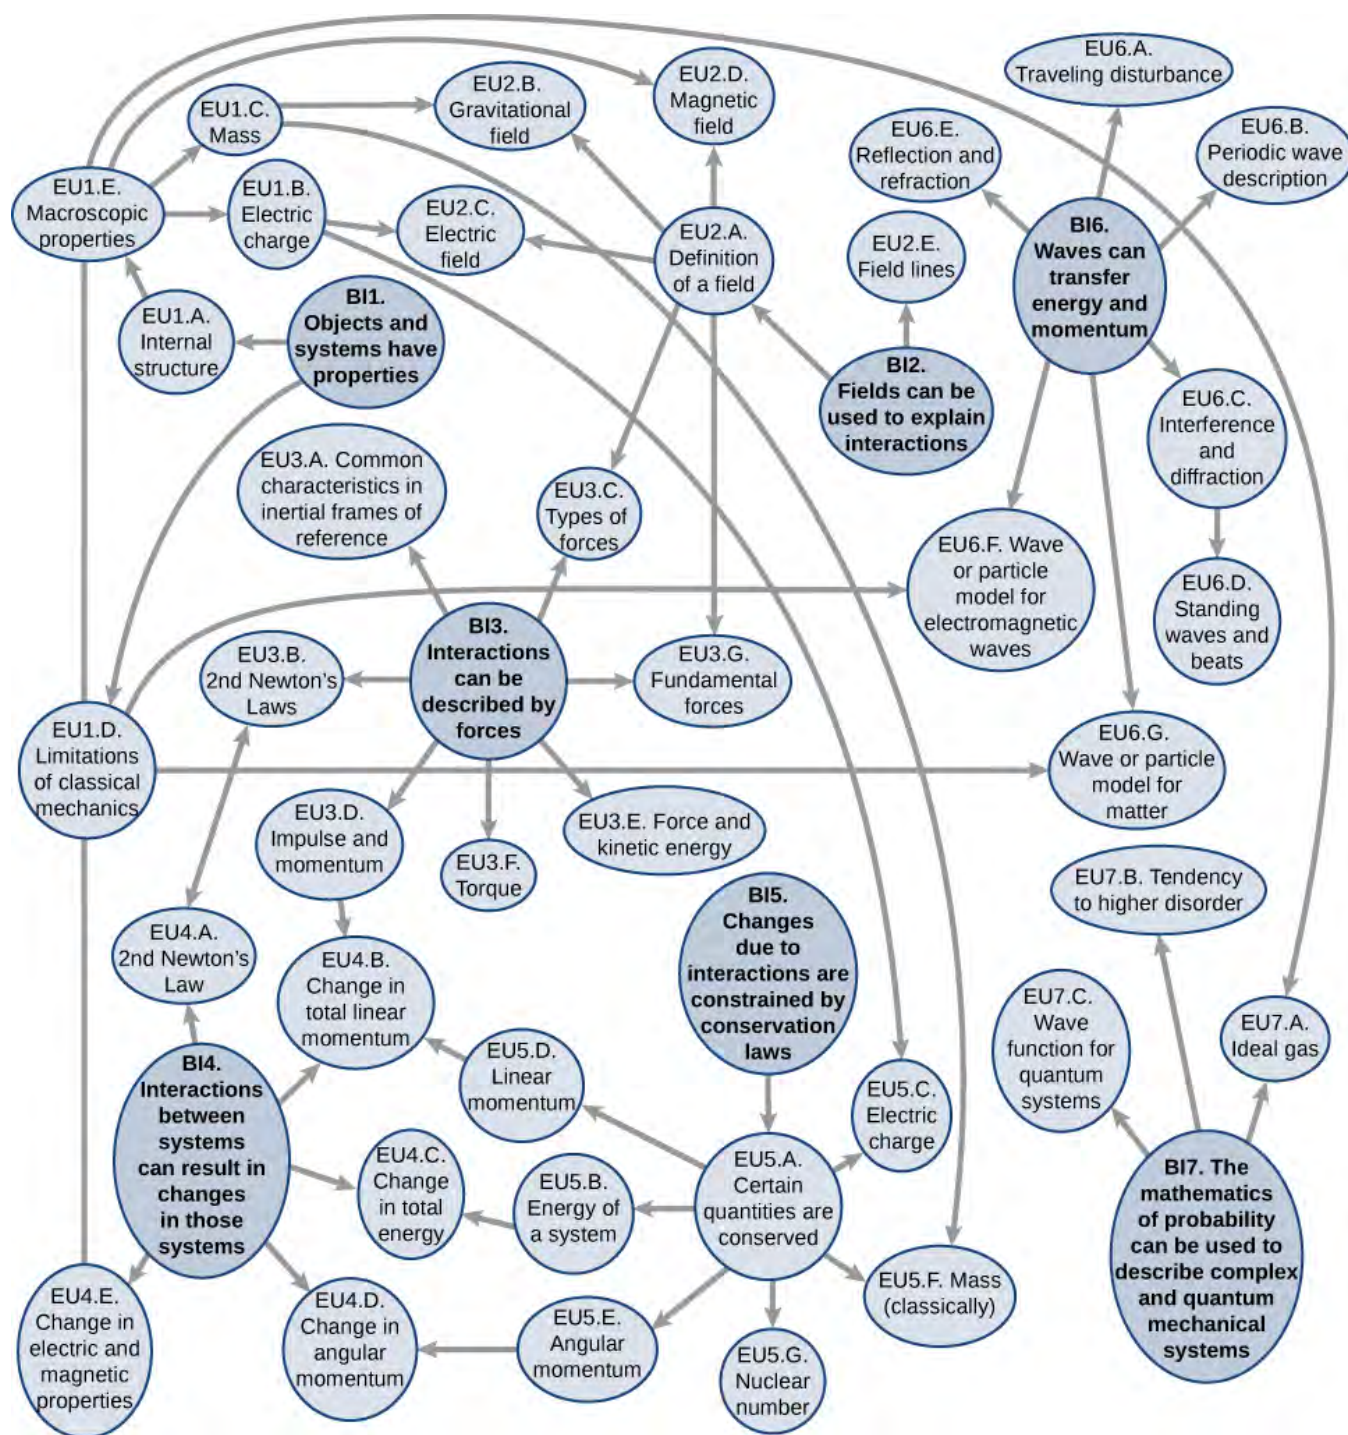 EU6.A.
Traveling disturbance
EU2.B.
Gravitational
field
EU2.D.
Magnetic
field
EU1.C.
Mass
EU6.E.
Reflection and
refraction
EU6.B.
Periodic wave
description
EU1.E.
Macroscopic
properties
EU1.B.
Electric
charge
EU2.C.
Electric
field
EU2.A.
Definition
of a field
EU2.E.
Field lines
BI6.
Waves can
transfer
energy and
momentum
EU1.A.
Internal
structure
BI1.
Objects and
systems have
properties
BI2.
Fields can be
used to explain
interactions
EU6.C.
Interference
and
diffraction
EU3.A. Common
characteristics in
inertial frames of
reference
EU3.C.
Types of
forces
EU6.F. Wave
or particle
model for
electromagnetic
waves
EU6.D.
Standing
waves and
beats
EU3.B.
2nd Newton's
Laws
BI3.
Interactions
can be
described by
forces
EU3.G.
Fundamental
forces
EU1.D.
Limitations
of classical
mechanics
EU6.G.
Wave or particle
model for
matter
EU3.D.
Impulse and
momentum
EU3.F.
Torque
EU3.E. Force and
kinetic energy
EU7.B. Tendency
to higher disorder
EU4.A.
2nd Newton's
Law
EU4.B.
Change in
total linear
momentum
BI5.
Changes
due to
interactions are
constrained by
conservation
laws
EU7.C.
Wave
function for
quantum
systems
EU7.A.
Ideal gas
BI4.
Interactions
between
systems
can result in
changes
in those
systems
EU5.D.
Linear
momentum
EU5.C.
Electric
charge
EU4.C.
Change
in total
energy
EU5.B.
Energy of
a system
EU5.A.
Certain
quantities are
conserved
BI7. The
mathematics
of probability
can be used to
describe complex
and quantum
mechanical
systems
EU4.E.
Change in
electric and
magnetic
properties
EU4.D.
Change in
angular
momentum
EU5.E.
Angular
momentum
EU5.G.
Nuclear
number
EU5.F. Mass
(classically)